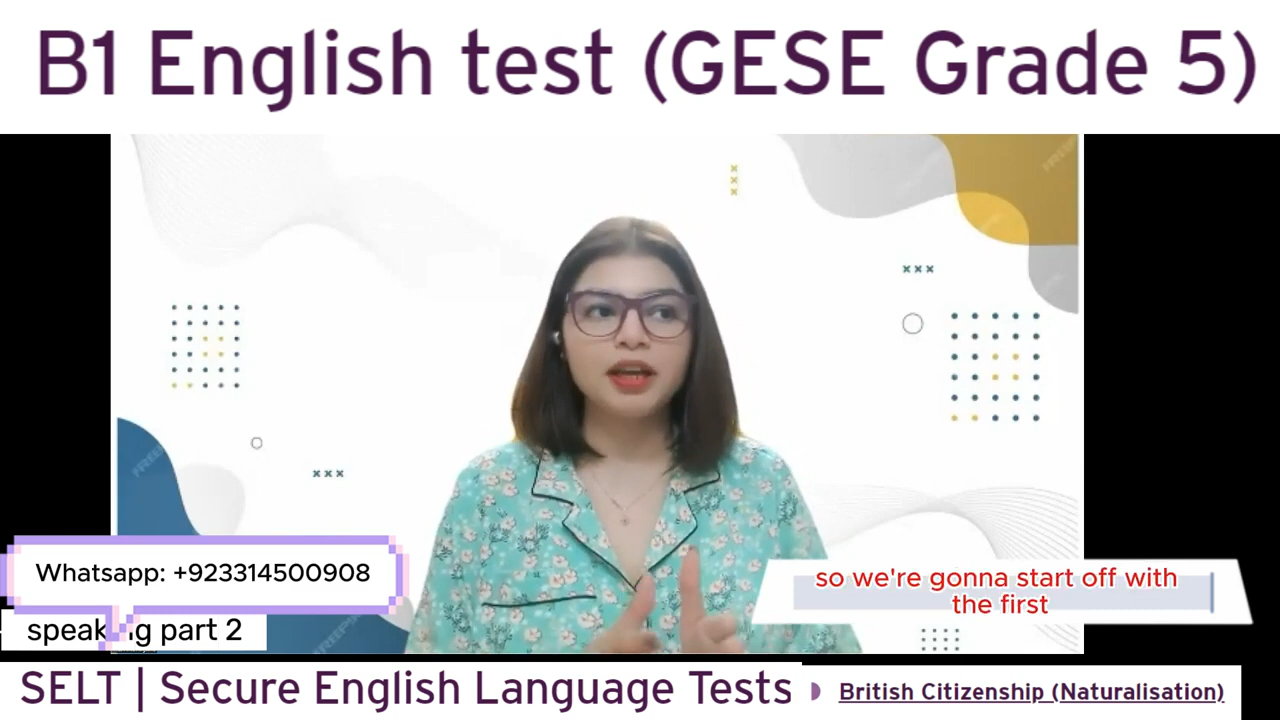 B1 English test (GESE Grade 5)
Whatsapp: +923314500908
so we're gonna start off with
the first
part 2
SELT | Secure English Language Tests
British Citizenship (Naturalisation)